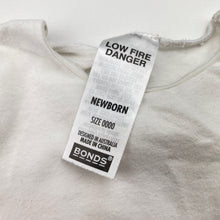 LOW FIRE
DANGER
NEWBORN
SIZE 0000
DESIGNED IN AUSTRALIA
MADE IN CHINA
BONDS